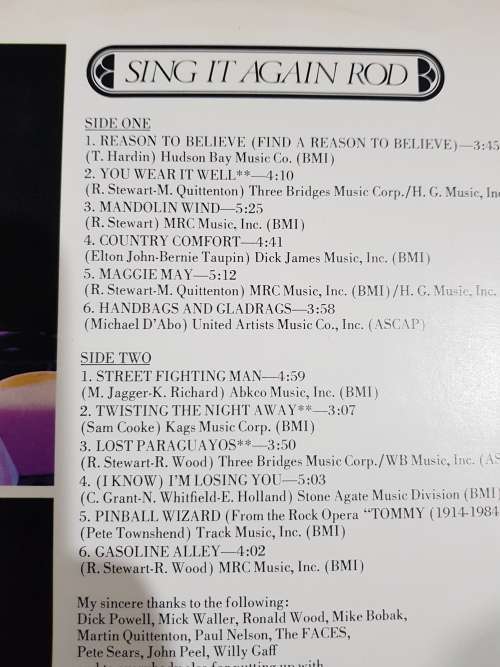 SING IT AGAIN ROD
SIDE ONE
1. REASON TO BELIEVE (FIND A REASON TO BELIEVE)—3:45
(T. Hardin) Hudson Bay Music Co. (BMI)
2. YOU WEAR IT WELL**—4:10
(R. Stewart-M. Quittenton) Three Bridges Music Corp./H. G. Music, Inc
3. MANDOLIN WIND—5:25
(R. Stewart) MRC Music, Inc. (BMI)
4. COUNTRY COMFORT—4:41
(Elton John-Bernie Taupin) Dick James Music, Inc. (BMI)
5. MAGGIE MAY—5:12
(R. Stewart-M. Quittenton) MRC Music, Inc. (BMI)/H. G. Music, Inc.
6. HANDBAGS AND GLADRAGS—3:58
(Michael D'Abo) United Artists Music Co., Inc. (ASCAP)
SIDE TWO
1. STREET FIGHTING MAN—4:59
(M. Jagger-K. Richard) Abkco Music, Inc. (BMI)
2. TWISTING THE NIGHT AWAY**—3:07
(Sam Cooke) Kags Music Corp. (BMI)
3. LOST PARAGUAYOS**—3:50
(R. Stewart-R. Wood) Three Bridges Music Corp./WB Music, Inc. (AS
4. (I KNOW) I'M LOSING YOU—5:03
(C. Grant-N. Whitfield-E. Holland) Stone Agate Music Division (BMI)
5. PINBALL WIZARD (From the Rock Opera "TOMMY (1914-1984
(Pete Townshend) Track Music, Inc. (BMI)
6. GASOLINE ALLEY—4:02
(R. Stewart-R. Wood) MRC Music, Inc. (BMI)
My sincere thanks to the following:
Dick Powell, Mick Waller, Ronald Wood, Mike Bobak,
Martin Quittenton, Paul Nelson, The FACES,
Pete Sears, John Peel, Willy Gaff